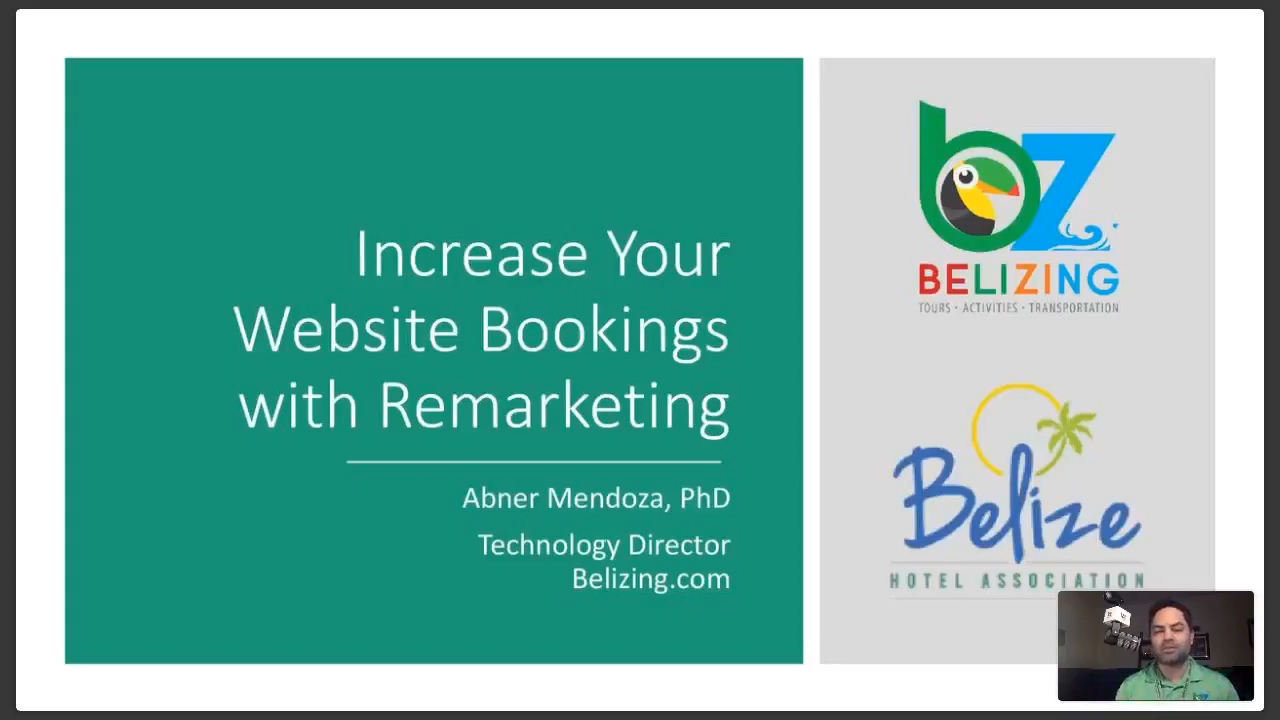 Increase Your
Website Bookings
with Remarketing
Abner Mendoza, PhD
Technology Director
Belizing.com
bz
BELIZING
TOURS • ACTIVITIES • TRANSPORTATION
Belize
HOTEL ASSOCIATION